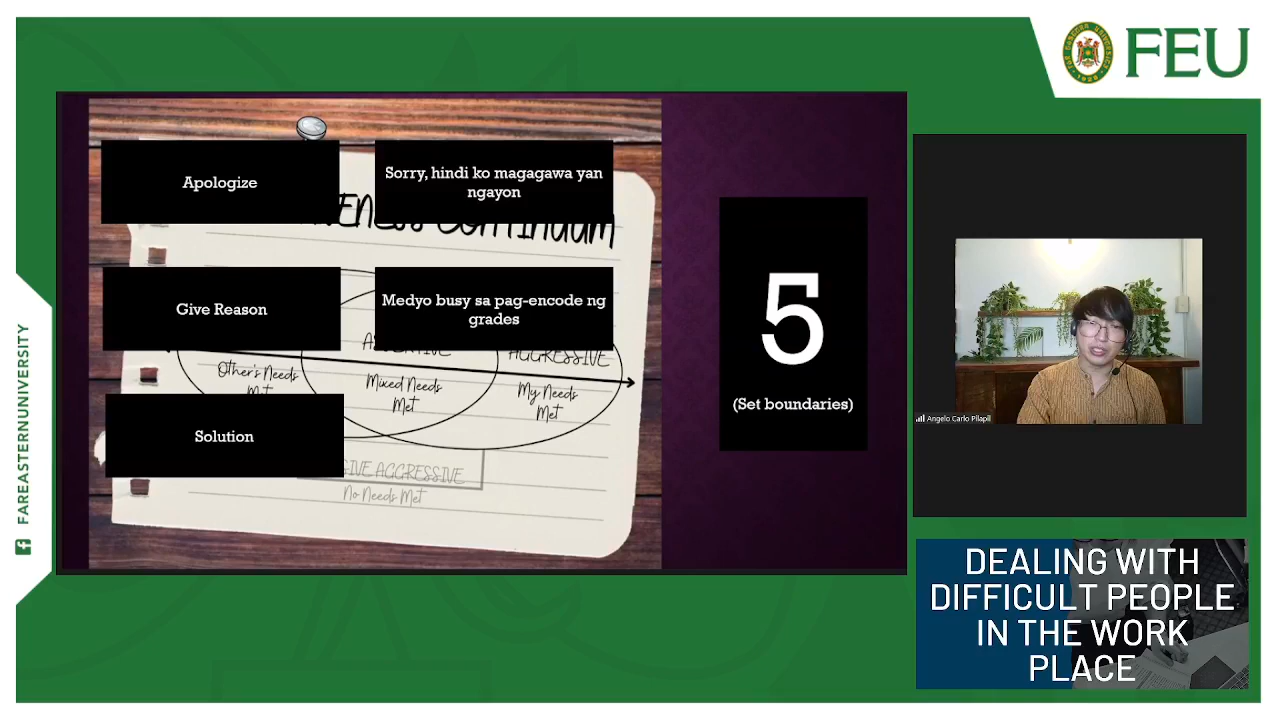 FEU
FAREASTERNUNIVERSITY
Apologize
Sorry, hindi ko magagawa yan
ngayon
Give Reason
Medyo busy sa pag-encode ng
grades
Solution
CONTINUUM
AGGRESSIVE
Other's Needs
Met
Mixed Needs
Met
My Needs
Met
AGGRESSIVE
No Needs Met
5
(Set boundaries)
Angelo Carlo Pilapil
DEALING WITH
DIFFICULT PEOPLE
IN THE WORK
PLACE